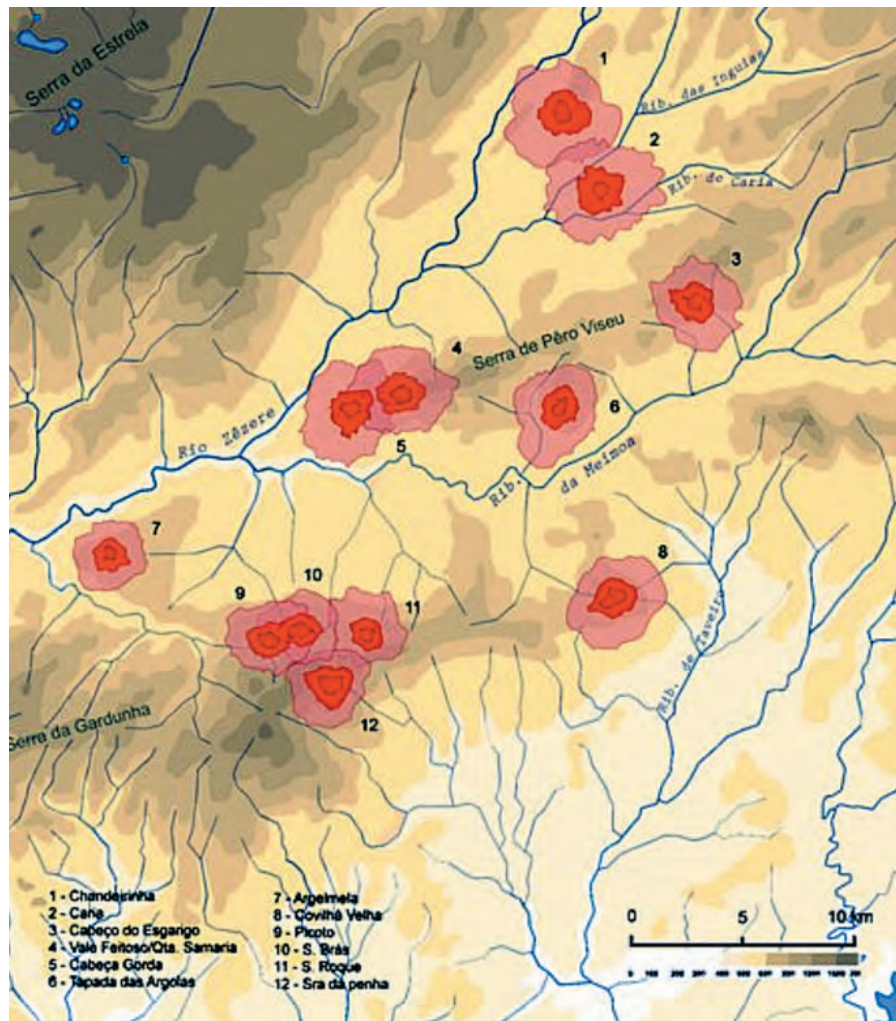 Serra da Estrela
1
Rib. das Inguias
2
Rib. do Caria
3
Serra de Pêro Viseu
4
5
6
Rio Zêzere
Rib. da Meimoa
7
8
9
10
11
12
Rib. de Taveiro
Serra da Gardunha
1 - Chandeirinha
2 - Caria
3 - Cabeço do Esgarigo
4 - Vale Feitoso/Qta. Samaria
5 - Cabeça Gorda
6 - Tapada das Argolas
7 - Argemela
8 - Covilhã Velha
9 - Picoto
10 - S. Brás
11 - S. Roque
12 - Sra da penha
0 5 10 km